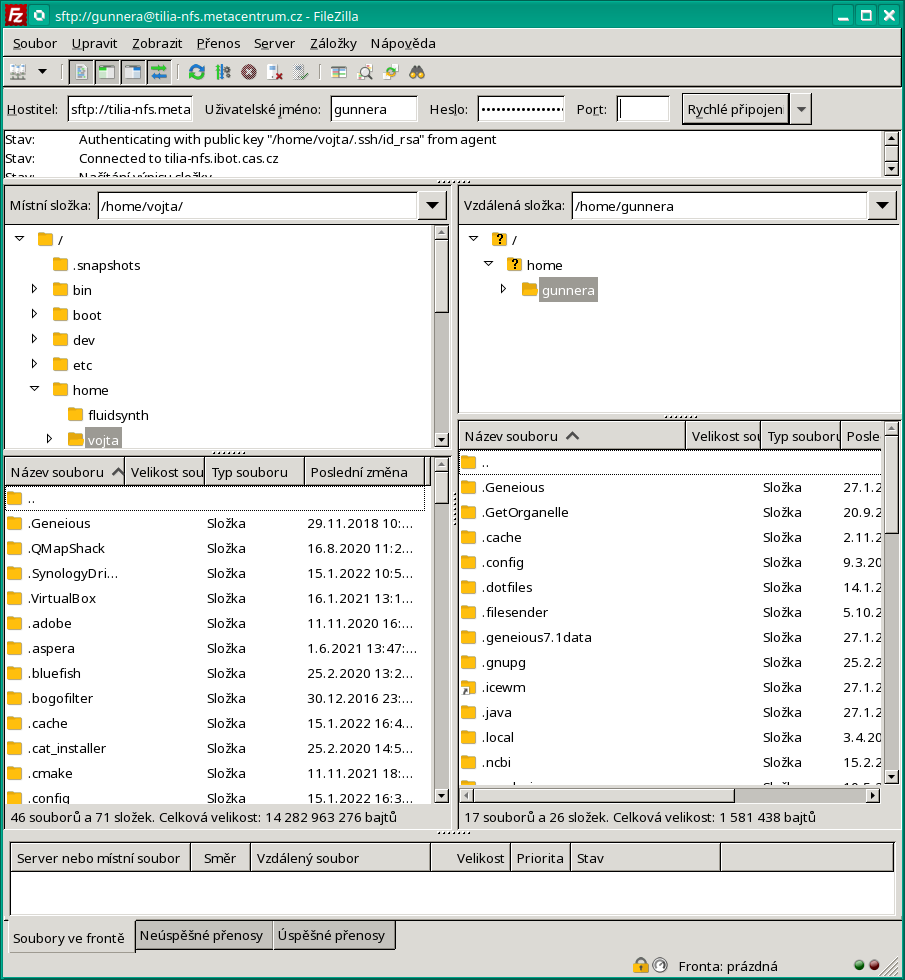 sftp://gunnera@tilia-nfs.metacentrum.cz - FileZilla
Soubor Upravit Zobrazit Přenos Server Záložky Nápověda
Hostitel: sftp://tilia-nfs.meta Uživatelské jméno: gunnera Heslo: •••••••••••••• Port: Rychlé připojení
Stav: Authenticating with public key "/home/vojta/.ssh/id_rsa" from agent
Stav: Connected to tilia-nfs.ibot.cas.cz
Stav: Načítání výpisu složky
Místní složka: /home/vojta/
/
.snapshots
bin
boot
dev
etc
home
fluidsynth
vojta
Název souboru Velikost sou Typ souboru Poslední změna
..
.Geneious Složka 29.11.2018 10:...
.QMapShack Složka 16.8.2020 11:2...
.SynologyDri... Složka 15.1.2022 10:5...
.VirtualBox Složka 16.1.2021 13:1...
.adobe Složka 11.11.2020 16:...
.aspera Složka 1.6.2021 13:47:...
.bluefish Složka 25.2.2020 13:2...
.bogofilter Složka 30.12.2016 23:...
.cache Složka 15.1.2022 16:4...
.cat_installer Složka 25.2.2020 14:5...
.cmake Složka 11.11.2021 18:...
.config Složka 15.1.2022 16:3...
46 souborů a 71 složek. Celková velikost: 14 282 963 276 bajtů
Vzdálená složka: /home/gunnera
/
home
gunnera
Název souboru Velikost sou Typ souboru Posle
..
.Geneious Složka 27.1.2
.GetOrganelle Složka 20.9.2
.cache Složka 2.11.2
.config Složka 9.3.20
.dotfiles Složka 14.1.2
.filesender Složka 5.10.2
.geneious7.1data Složka 27.1.2
.gnupg Složka 25.2.2
.icewm Složka 27.1.2
.java Složka 27.1.2
.local Složka 3.4.20
.ncbi Složka 15.2.2
17 souborů a 26 složek. Celková velikost: 1 581 438 bajtů
Server nebo místní soubor Směr Vzdálený soubor Velikost Priorita Stav
Soubory ve frontě Neúspěšné přenosy Úspěšné přenosy
Fronta: prázdná